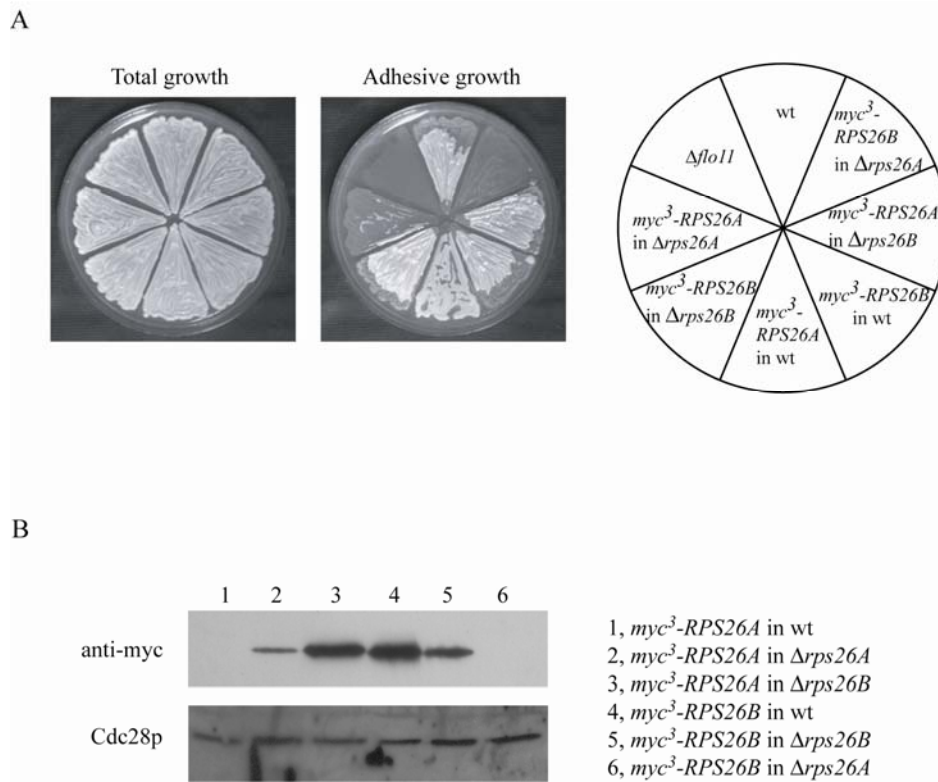 A
Total growth
Adhesive growth
wt
myc³-
RPS26B
in Δrps26A
Δflo11
myc³-RPS26A
in Δrps26A
myc³-RPS26A
in Δrps26B
myc³-RPS26B
in Δrps26B
myc³-
RPS26A
in wt
myc³-RPS26B
in wt
B
1 2 3 4 5 6
anti-myc
Cdc28p
1, myc³-RPS26A in wt
2, myc³-RPS26A in Δrps26A
3, myc³-RPS26A in Δrps26B
4, myc³-RPS26B in wt
5, myc³-RPS26B in Δrps26B
6, myc³-RPS26B in Δrps26A